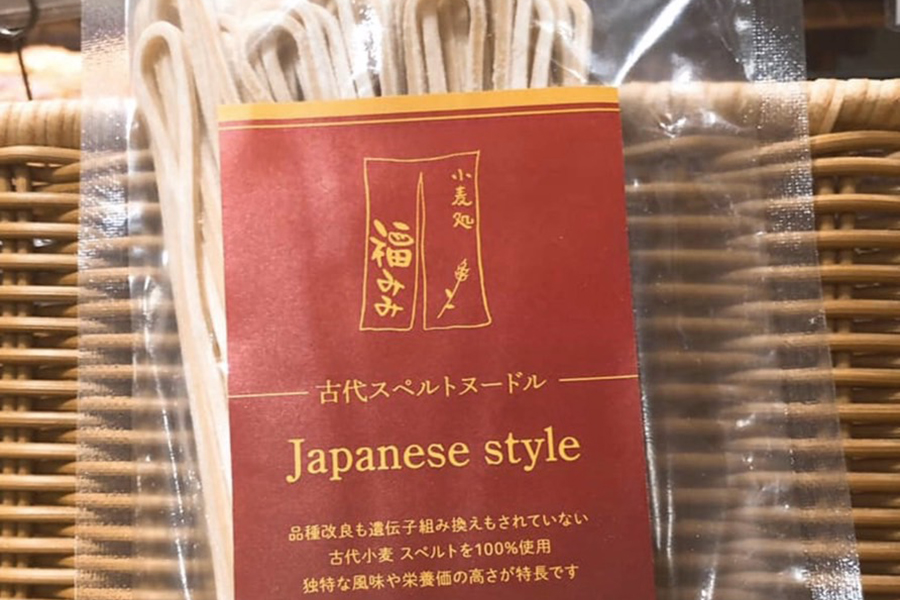 小麦処
福みみ
古代スペルトヌードル
Japanese style
品種改良も遺伝子組み換えもされていない
古代小麦 スペルトを100%使用
独特な風味や栄養価の高さが特長です